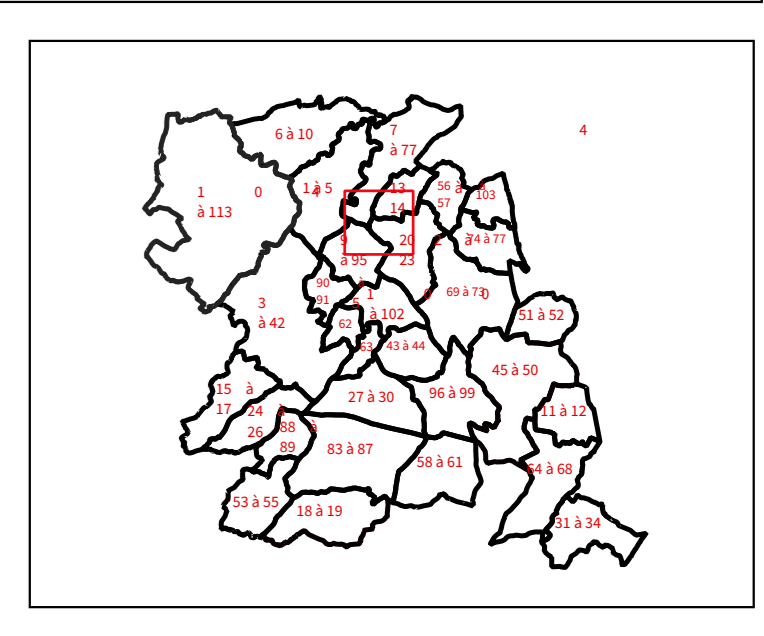 4
6 à 10
7
à 77
1 à 5
4
1 0
à 113
13
14
56 à
57
à
103
9
à 95
20
23
2
à
74 à 77
90 à
91
5
1
à 102
0
69 à 73
0
3
à 42
62
51 à 52
63
43 à 44
45 à 50
15 à
17
24 à
26
27 à 30
96 à 99
11 à 12
88 à
89
83 à 87
58 à 61
64 à 68
53 à 55
18 à 19
31 à 34